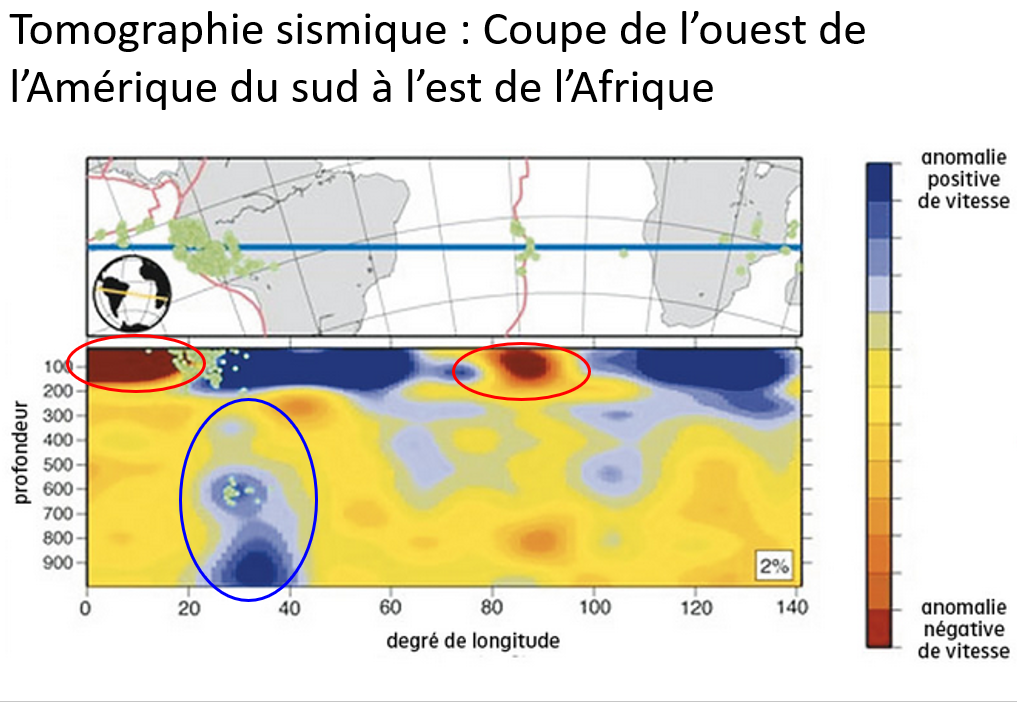 Tomographie sismique : Coupe de l’ouest de
l’Amérique du sud à l’est de l’Afrique
anomalie
positive
de vitesse
profondeur
100
200
300
400
500
600
700
800
900
2%
0
20
40
60
80
100
120
140
degré de longitude
anomalie
négative
de vitesse